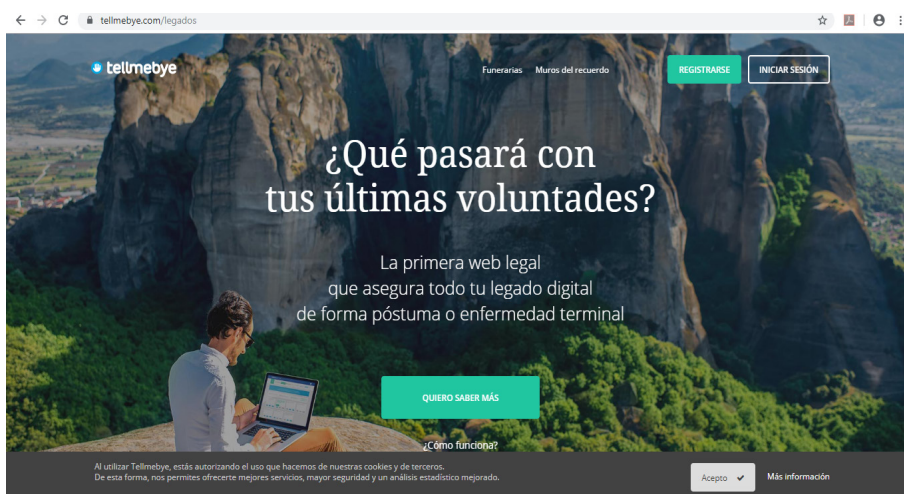 tellmebye.com/legados
tellmebye
Funerarias Muros del recuerdo REGISTRARSE INICIAR SESIÓN
¿Qué pasará con
tus últimas voluntades?
La primera web legal
que asegura todo tu legado digital
de forma póstuma o enfermedad terminal
QUIERO SABER MÁS
¿Cómo funciona?
Al utilizar Tellmebye, estás autorizando el uso que hacemos de nuestras cookies y de terceros.
De esta forma, nos permites ofrecerte mejores servicios, mayor seguridad y un análisis estadístico mejorado.
Acepto Más información